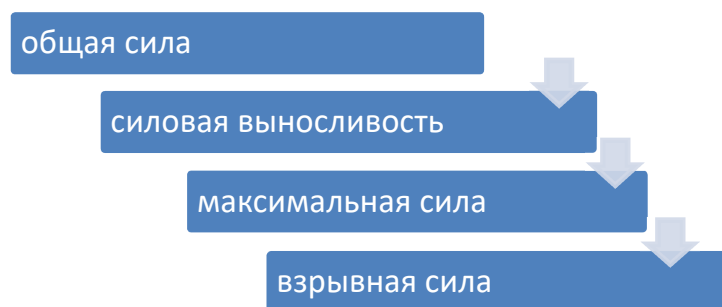 общая сила
силовая выносливость
максимальная сила
взрывная сила